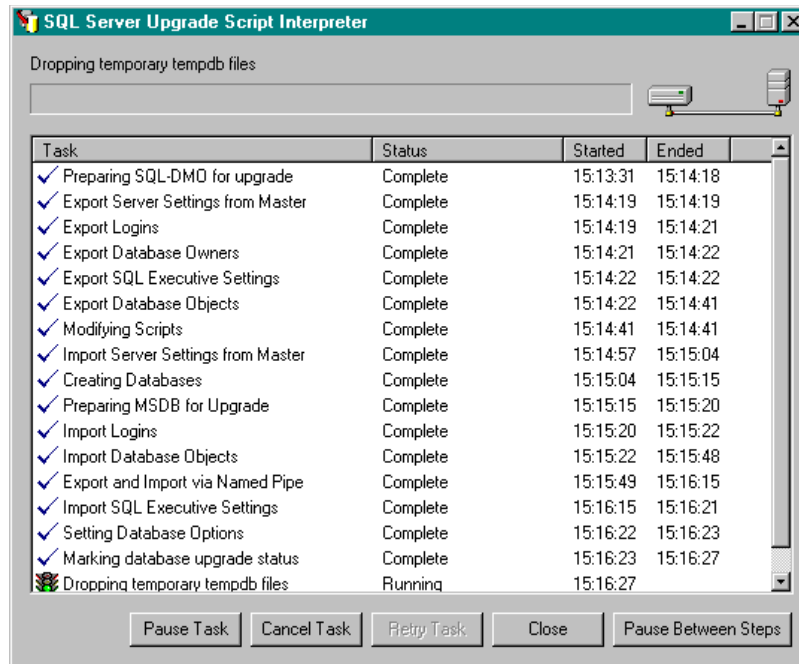 SQL Server Upgrade Script Interpreter
Dropping temporary tempdb files
Task Status Started Ended
Preparing SQL-DMO for upgrade Complete 15:13:31 15:14:18
Export Server Settings from Master Complete 15:14:19 15:14:19
Export Logins Complete 15:14:19 15:14:21
Export Database Owners Complete 15:14:21 15:14:22
Export SQL Executive Settings Complete 15:14:22 15:14:22
Export Database Objects Complete 15:14:22 15:14:41
Modifying Scripts Complete 15:14:41 15:14:41
Import Server Settings from Master Complete 15:14:57 15:15:04
Creating Databases Complete 15:15:04 15:15:15
Preparing MSDB for Upgrade Complete 15:15:15 15:15:20
Import Logins Complete 15:15:20 15:15:22
Import Database Objects Complete 15:15:22 15:15:48
Export and Import via Named Pipe Complete 15:15:49 15:16:15
Import SQL Executive Settings Complete 15:16:15 15:16:21
Setting Database Options Complete 15:16:22 15:16:23
Marking database upgrade status Complete 15:16:23 15:16:27
Dropping temporary tempdb files Running 15:16:27
Pause Task Cancel Task Retry Task Close Pause Between Steps